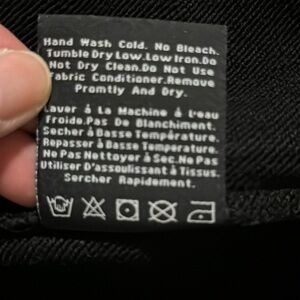 Hand Wash Cold. No Bleach.
Tumble Dry Low.Low Iron.Do
Not Dry Clean.Do Not Use
Fabric Conditioner.Remove
Promtly And Dry.
Laver à La Machine à L'eau
Froide.Pas De Blanchiment.
Secher à Basse Température.
Repasser à Basse Température.
Ne Pas Nettoyer à Sec.Ne Pas
Utiliser D'assoulissant à Tissus.
Sercher Rapidement.